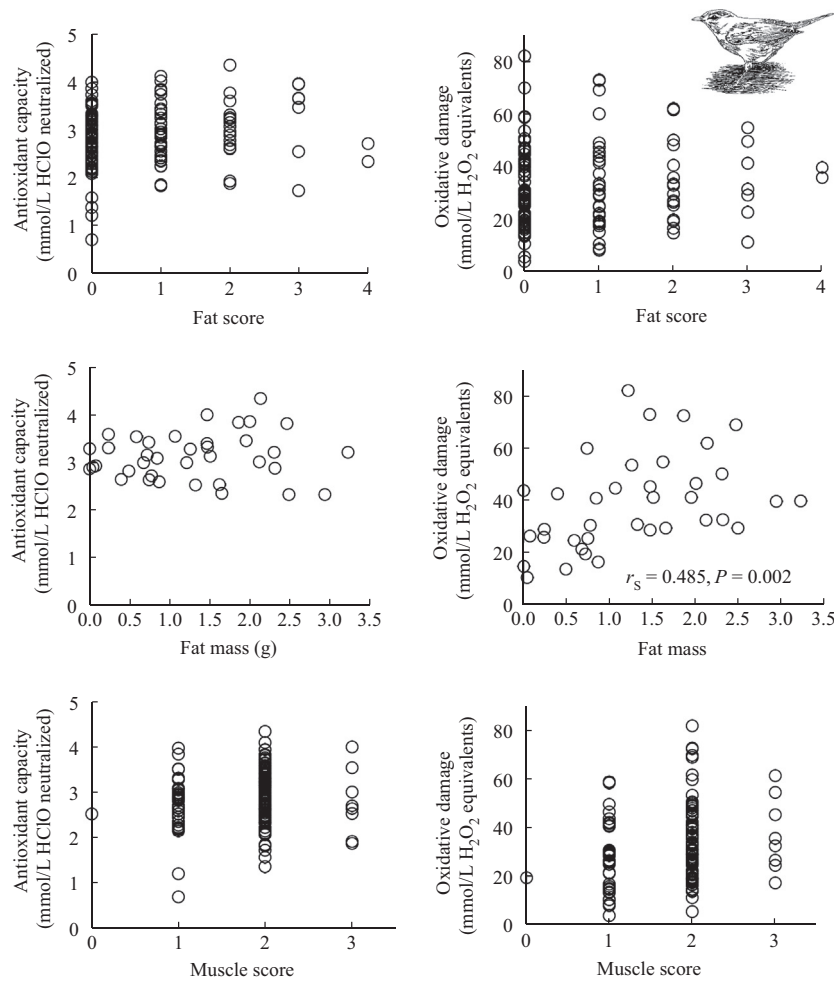 Antioxidant capacity
(mmol/L HClO neutralized)
5
4
3
2
1
0
0 1 2 3 4
Fat score
Oxidative damage
(mmol/L H₂O₂ equivalents)
80
60
40
20
0
0 1 2 3 4
Fat score
Antioxidant capacity
(mmol/L HClO neutralized)
5
4
3
2
1
0
0.0 0.5 1.0 1.5 2.0 2.5 3.0 3.5
Fat mass (g)
Oxidative damage
(mmol/L H₂O₂ equivalents)
80
60
40
20
0
rS = 0.485, P = 0.002
0.0 0.5 1.0 1.5 2.0 2.5 3.0 3.5
Fat mass
Antioxidant capacity
(mmol/L HClO neutralized)
5
4
3
2
1
0
0 1 2 3
Muscle score
Oxidative damage
(mmol/L H₂O₂ equivalents)
80
60
40
20
0
0 1 2 3
Muscle score